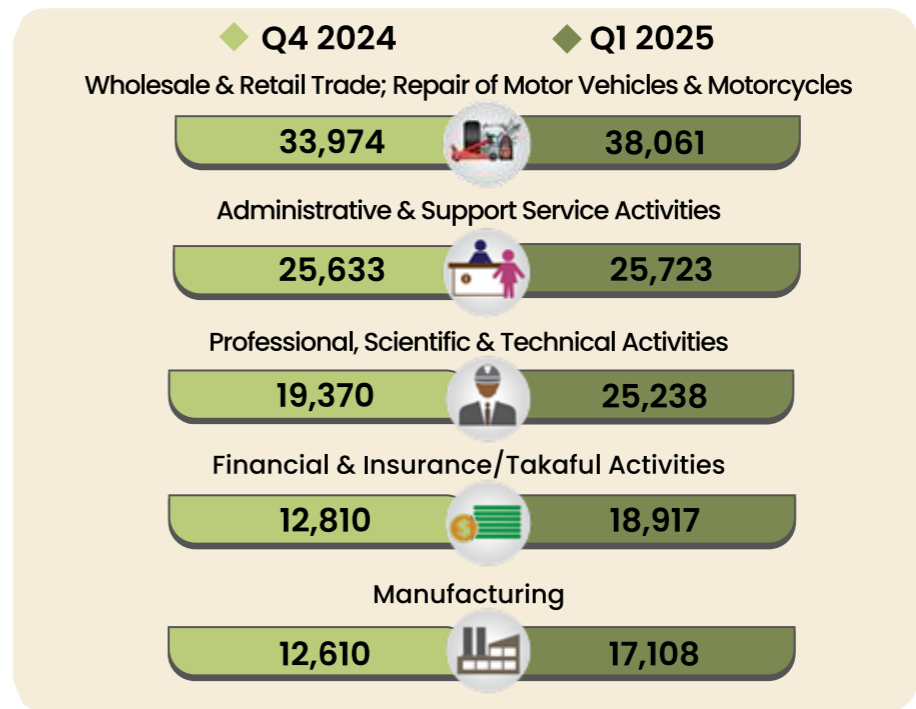 Q4 2024 Q1 2025
Wholesale & Retail Trade; Repair of Motor Vehicles & Motorcycles
33,974 38,061
Administrative & Support Service Activities
25,633 25,723
Professional, Scientific & Technical Activities
19,370 25,238
Financial & Insurance/Takaful Activities
12,810 18,917
Manufacturing
12,610 17,108